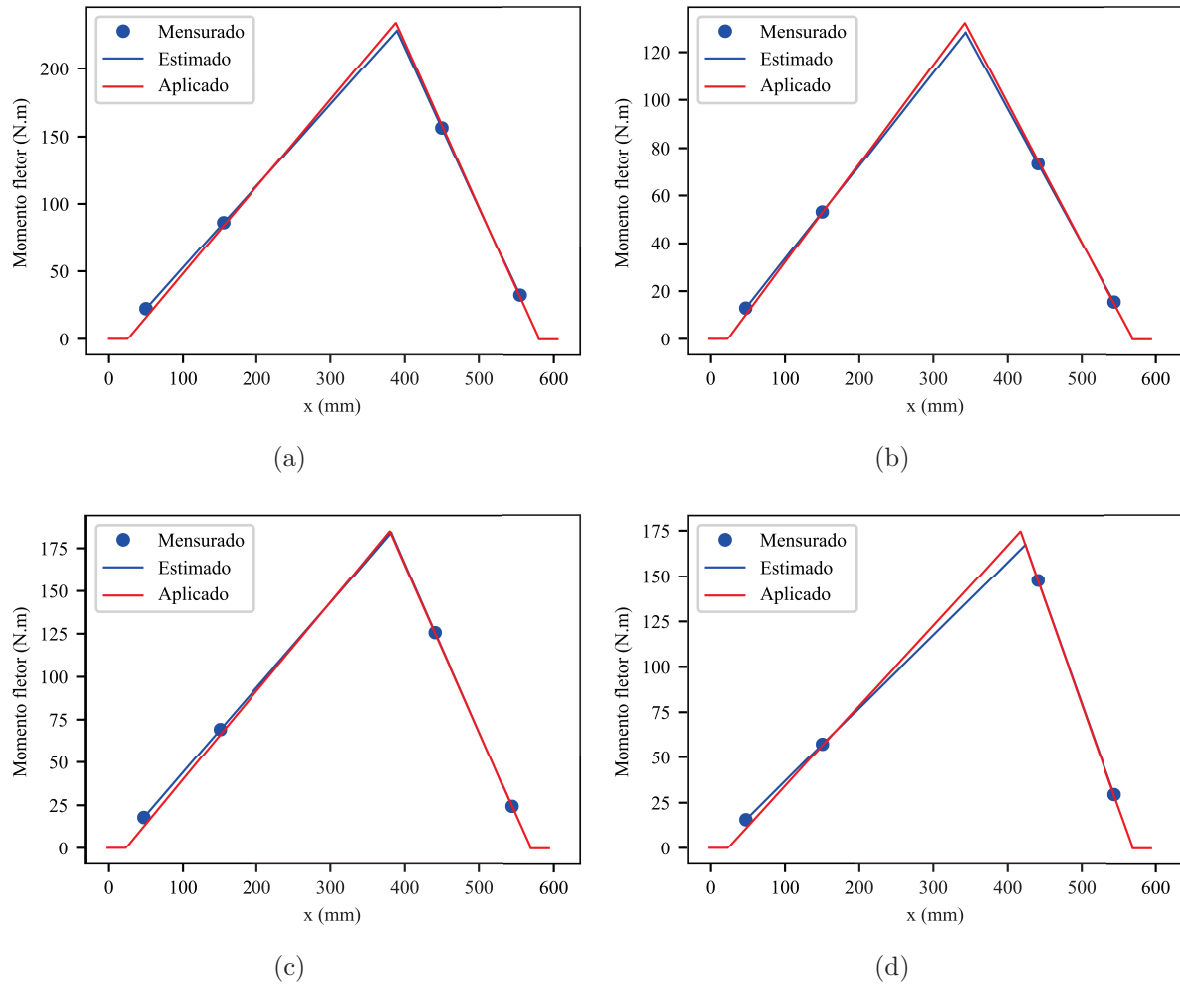 Mensurado
Estimado
Aplicado
Momento fletor (N.m)
200
150
100
50
0
0 100 200 300 400 500 600
x (mm)
(a)
Mensurado
Estimado
Aplicado
Momento fletor (N.m)
120
100
80
60
40
20
0
0 100 200 300 400 500 600
x (mm)
(b)
Mensurado
Estimado
Aplicado
Momento fletor (N.m)
175
150
125
100
75
50
25
0
0 100 200 300 400 500 600
x (mm)
(c)
Mensurado
Estimado
Aplicado
Momento fletor (N.m)
175
150
125
100
75
50
25
0
0 100 200 300 400 500 600
x (mm)
(d)